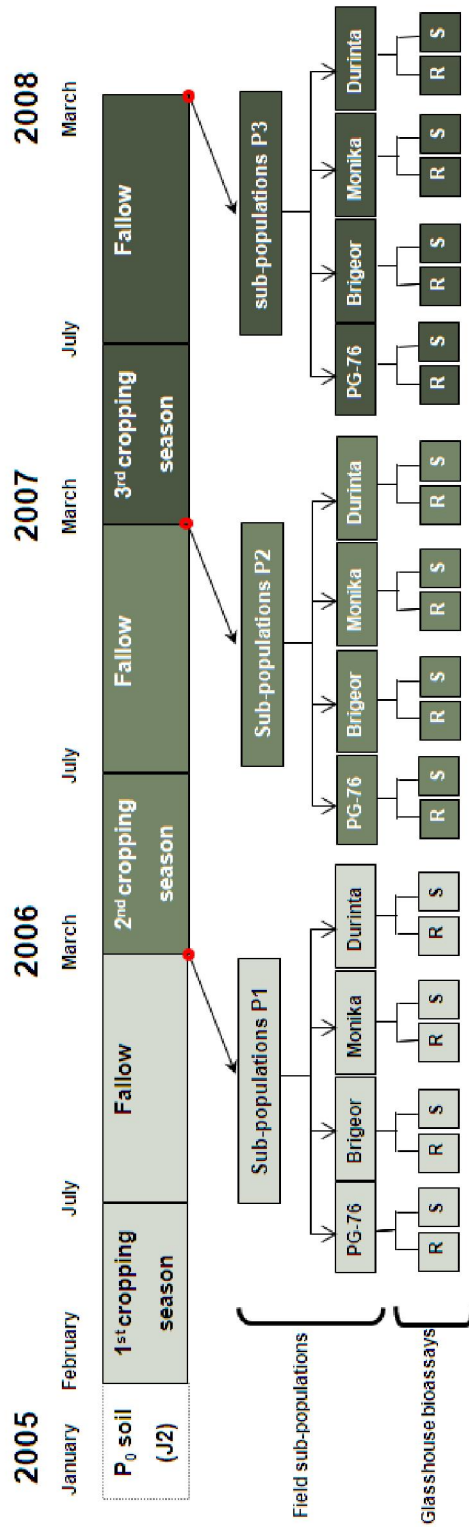 2005
2006
2007
2008
January
February
July
March
July
March
July
March
P0 soil
(J2)
1st cropping
season
Fallow
2nd cropping
season
Fallow
3rd cropping
season
Fallow
Field sub-populations
Sub-populations P1
Sub-populations P2
sub-populations P3
PG-76
Brigeor
Monika
Durinta
PG-76
Brigeor
Monika
Durinta
PG-76
Brigeor
Monika
Durinta
Glasshouse bioassays
R S
R S
R S
R S
R S
R S
R S
R S
R S
R S
R S
R S